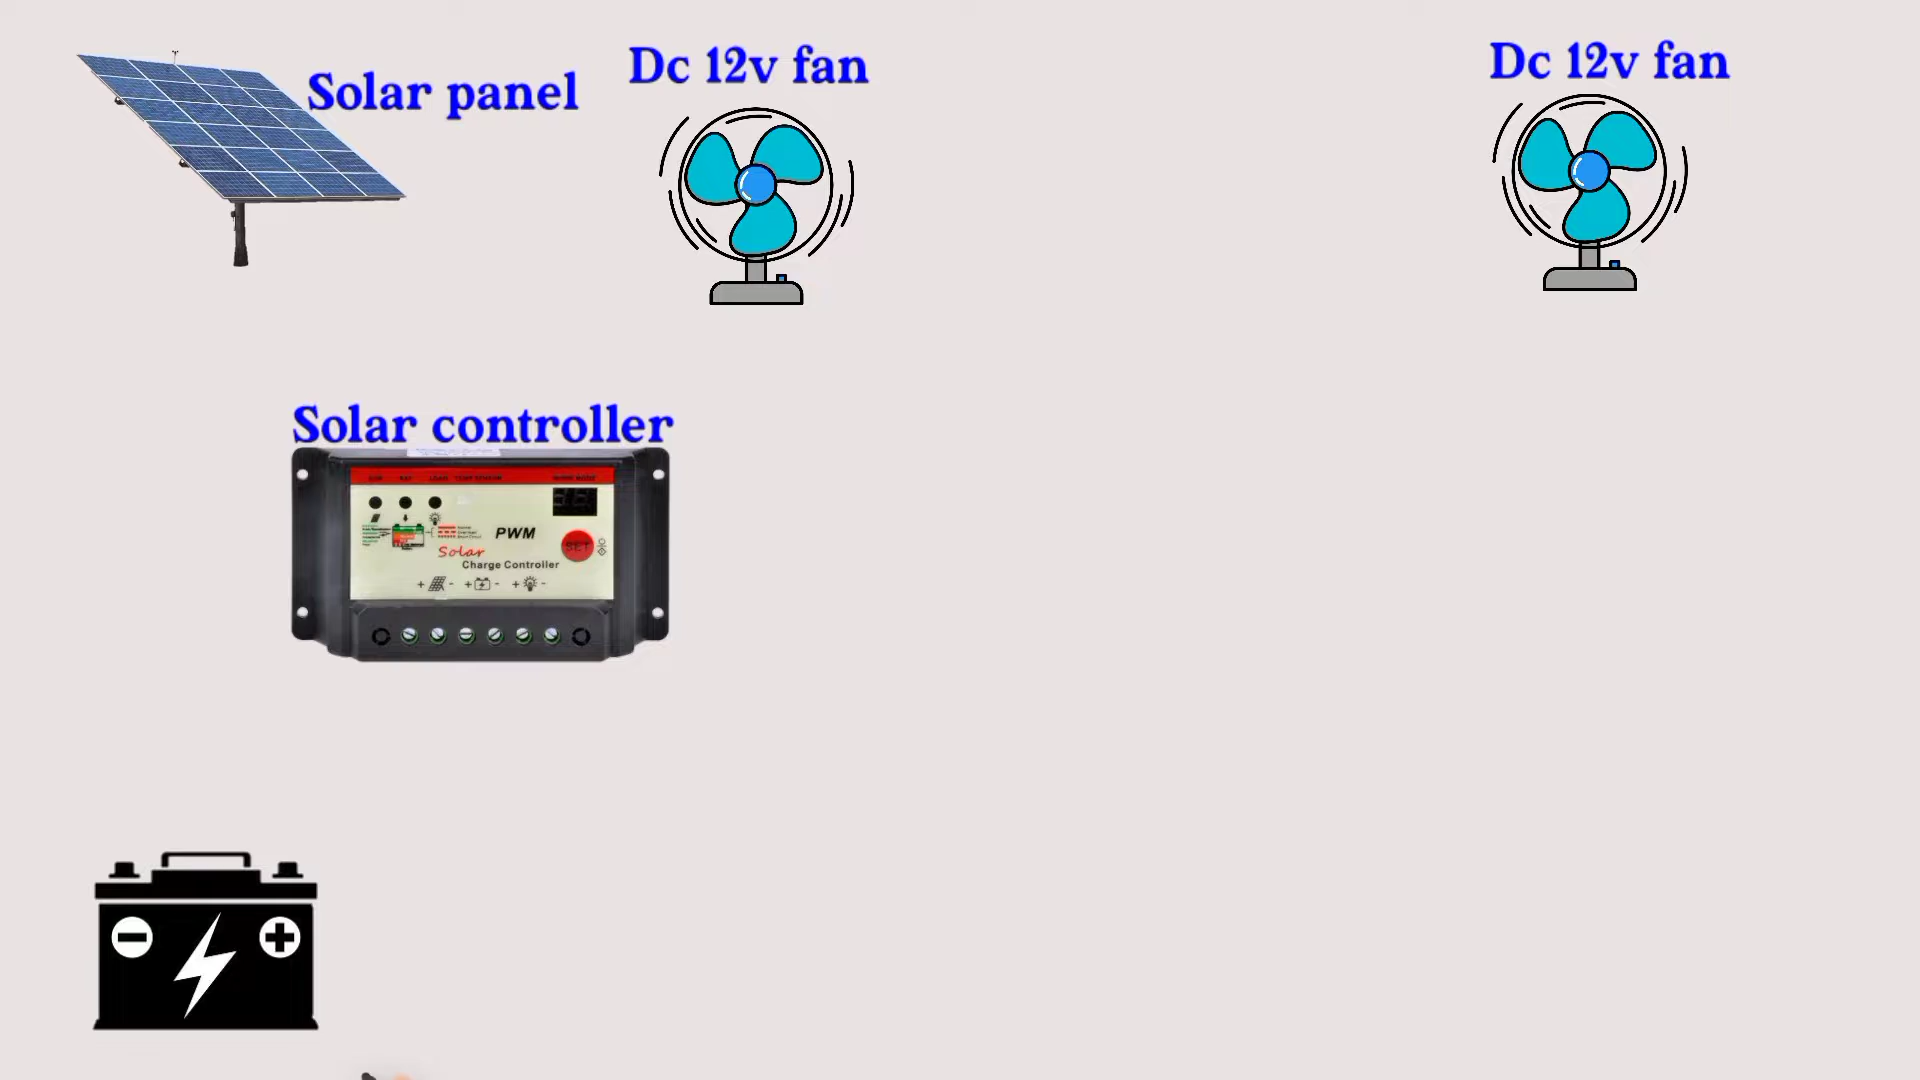 Solar panel
Dc 12v fan
Dc 12v fan
Solar controller
PWM
Solar
Charge Controller
SET